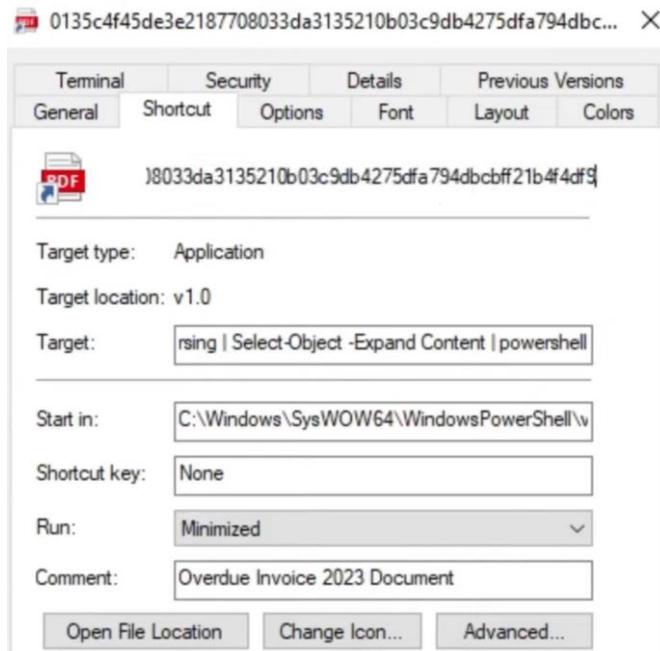 0135c4f45de3e2187708033da3135210b03c9db4275dfa794dbc...
Terminal Security Details Previous Versions
General Shortcut Options Font Layout Colors
PDF
)8033da3135210b03c9db4275dfa794dbcbff21b4f4df9
Target type: Application
Target location: v1.0
Target: rsing | Select-Object -Expand Content | powershell
Start in: C:\Windows\SysWOW64\WindowsPowerShell\v
Shortcut key: None
Run: Minimized
Comment: Overdue Invoice 2023 Document
Open File Location Change Icon... Advanced...